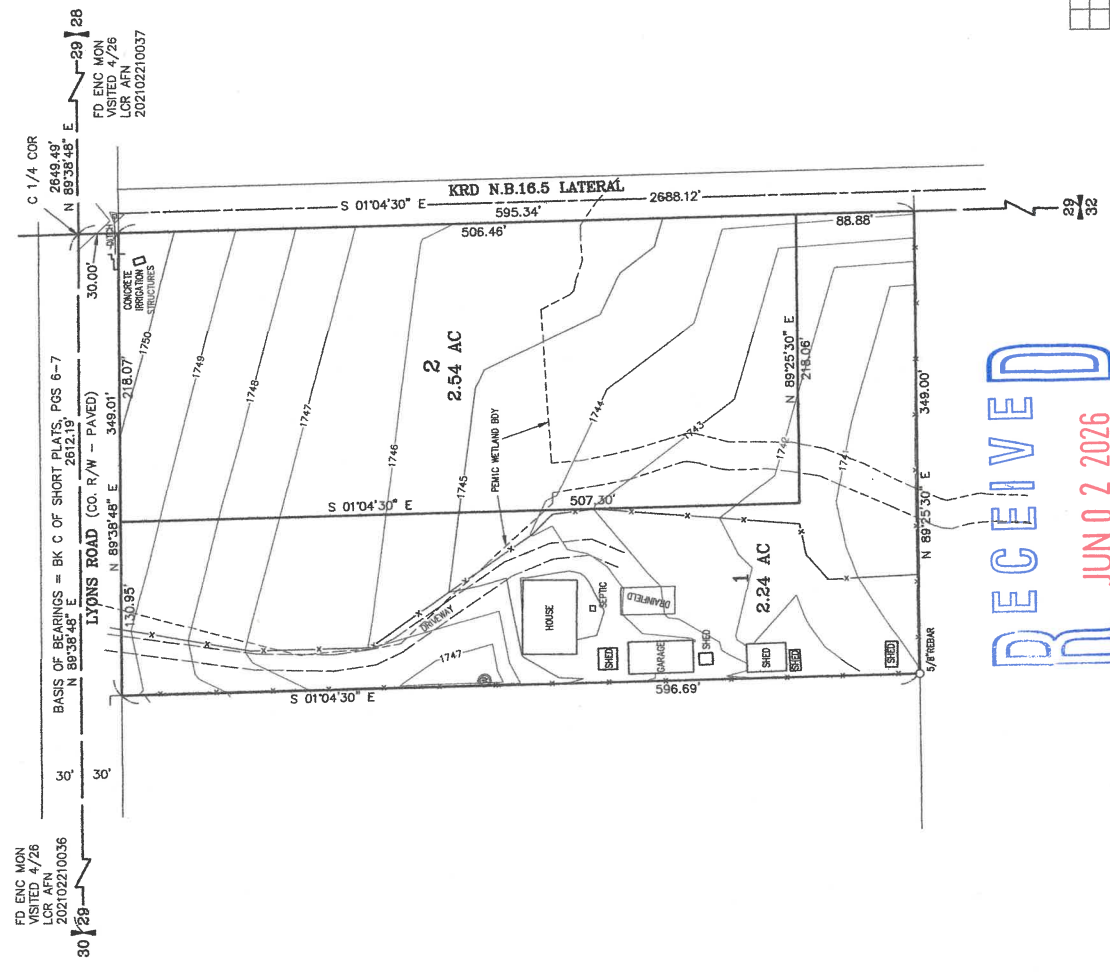 C 1/4 COR
2649.49'
N 89°38'48" E
29 28
FD ENC MON
VISITED 4/26
LCR AFN
202102210037
BASIS OF BEARINGS = BK C OF SHORT PLATS, PGS 6-7
N 89°38'48" E
2612.19'
LYONS ROAD (CO. R/W - PAVED)
30'
30'
FD ENC MON
VISITED 4/26
LCR AFN
202102210036
30 29
30.00'
DITCH
CONCRETE
IRRIGATION
STRUCTURES
KRD N.B.16.5 LATERAL
S 01°04'30" E
595.34'
2688.12'
506.46'
88.88'
29
32
N 89°38'48" E
349.01'
218.07'
130.95'
1750
1749
1748
1747
1746
1745
1744
1743
1742
1741
1747
2
2.54 AC
PEM1C WETLAND BDY
S 01°04'30" E
507.30'
N 89°25'30" E
218.06'
1
2.24 AC
DRIVEWAY
HOUSE
SEPTIC
DRAINFIELD
SHED
GARAGE
SHED
SHED
SHED
SHED
S 01°04'30" E
596.69'
N 89°25'30" E
349.00'
5/8"REBAR
RECEIVED
JUN 02 2026